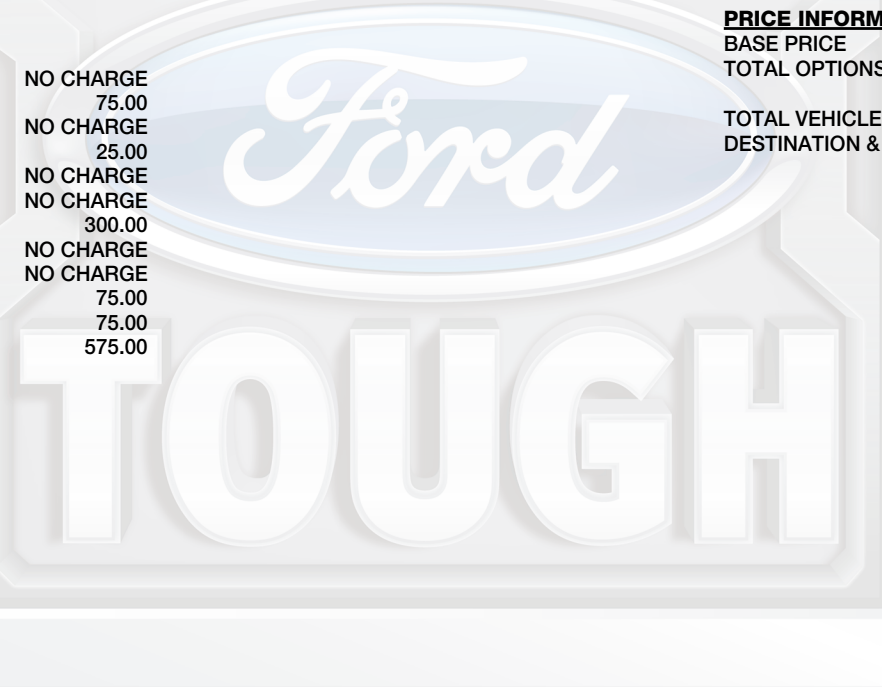 NO CHARGE
75.00
NO CHARGE
25.00
NO CHARGE
NO CHARGE
300.00
NO CHARGE
NO CHARGE
75.00
75.00
575.00
PRICE INFORM
BASE PRICE
TOTAL OPTIONS
TOTAL VEHICLE
DESTINATION &
Ford
TOUGH